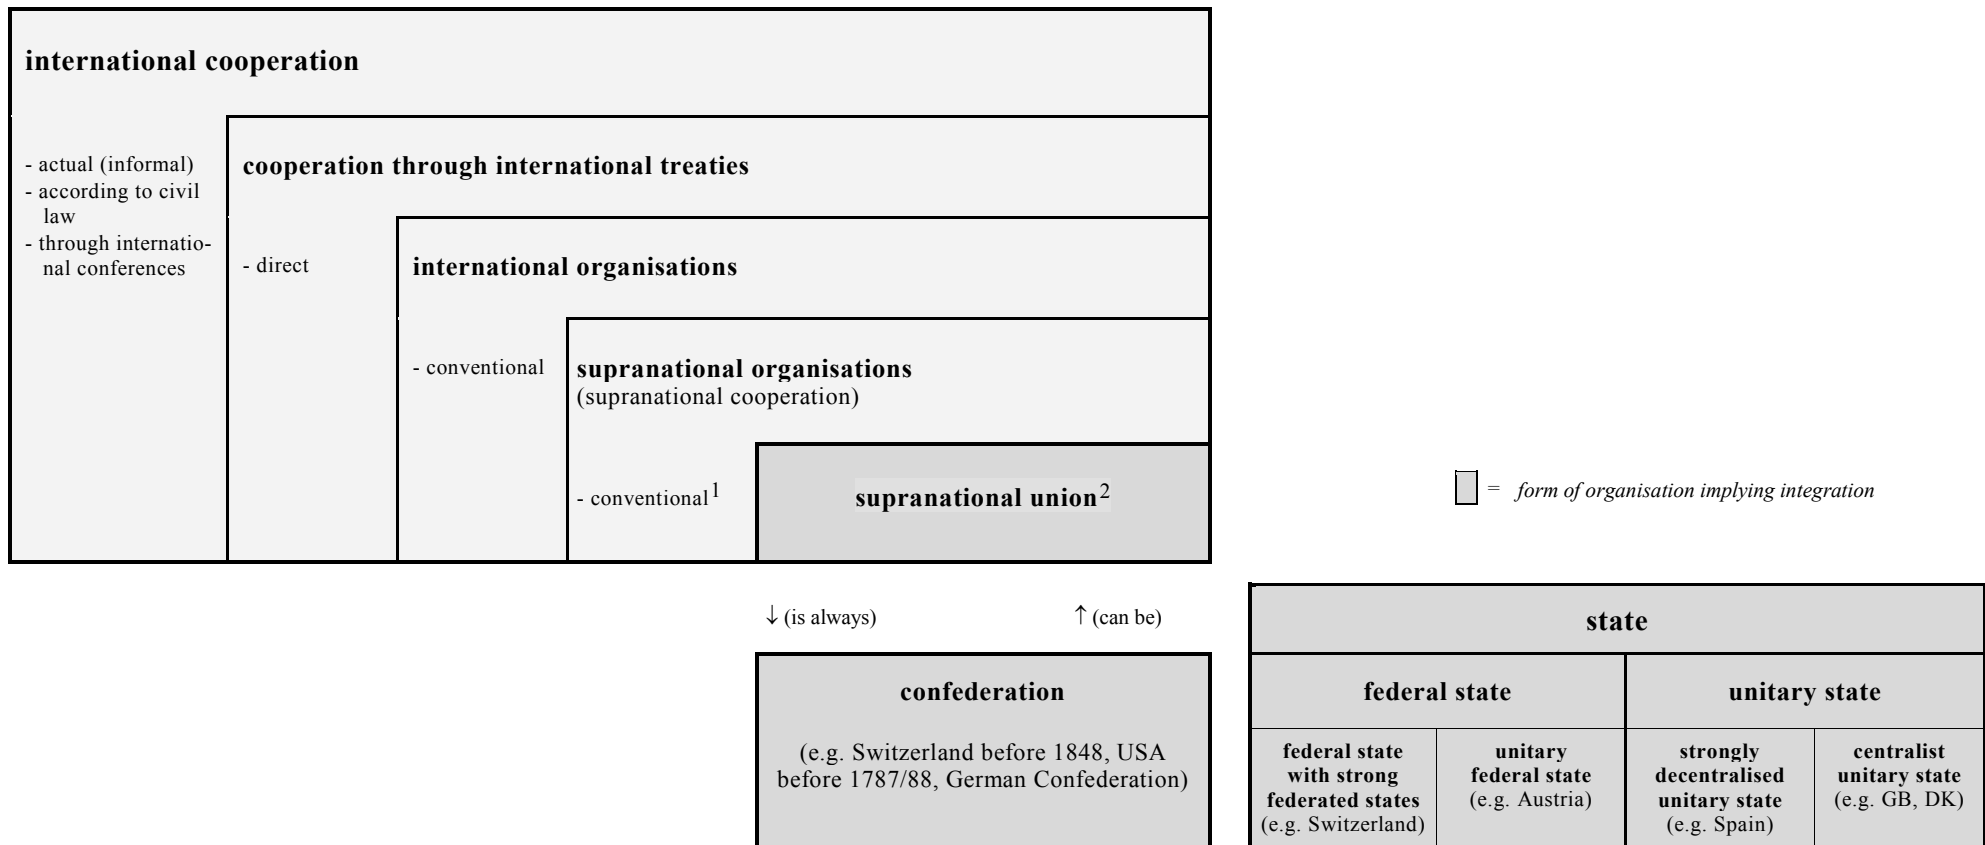 international cooperation
- actual (informal)
- according to civil
law
- through internatio-
nal conferences
cooperation through international treaties
- direct
international organisations
- conventional
supranational organisations
(supranational cooperation)
- conventional1
supranational union2
= form of organisation implying integration
↓ (is always)
↑ (can be)
confederation
(e.g. Switzerland before 1848, USA
before 1787/88, German Confederation)
state
federal state
unitary state
federal state
with strong
federated states
(e.g. Switzerland)
unitary
federal state
(e.g. Austria)
strongly
decentralised
unitary state
(e.g. Spain)
centralist
unitary state
(e.g. GB, DK)